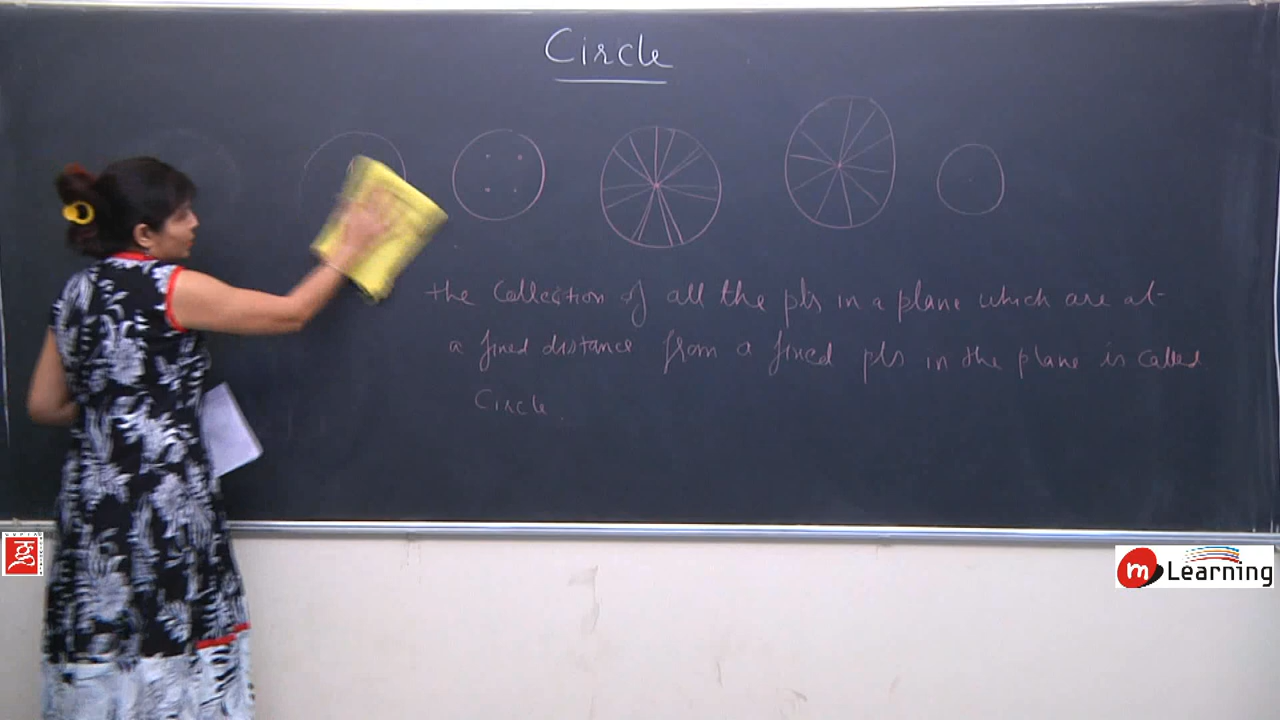 Circle
the Collection of all the pts in a plane which are at
a fixed distance from a fixed pts in the plane is called
Circle.
m Learning